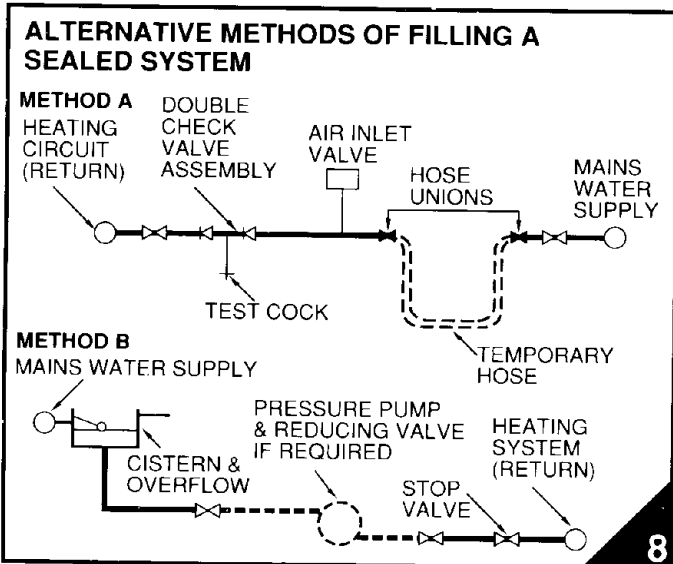 ALTERNATIVE METHODS OF FILLING A
SEALED SYSTEM
METHOD A
HEATING
CIRCUIT
(RETURN)
DOUBLE
CHECK
VALVE
ASSEMBLY
AIR INLET
VALVE
HOSE
UNIONS
MAINS
WATER
SUPPLY
TEST COCK
TEMPORARY
HOSE
METHOD B
MAINS WATER SUPPLY
CISTERN &
OVERFLOW
PRESSURE PUMP
& REDUCING VALVE
IF REQUIRED
STOP
VALVE
HEATING
SYSTEM
(RETURN)
8